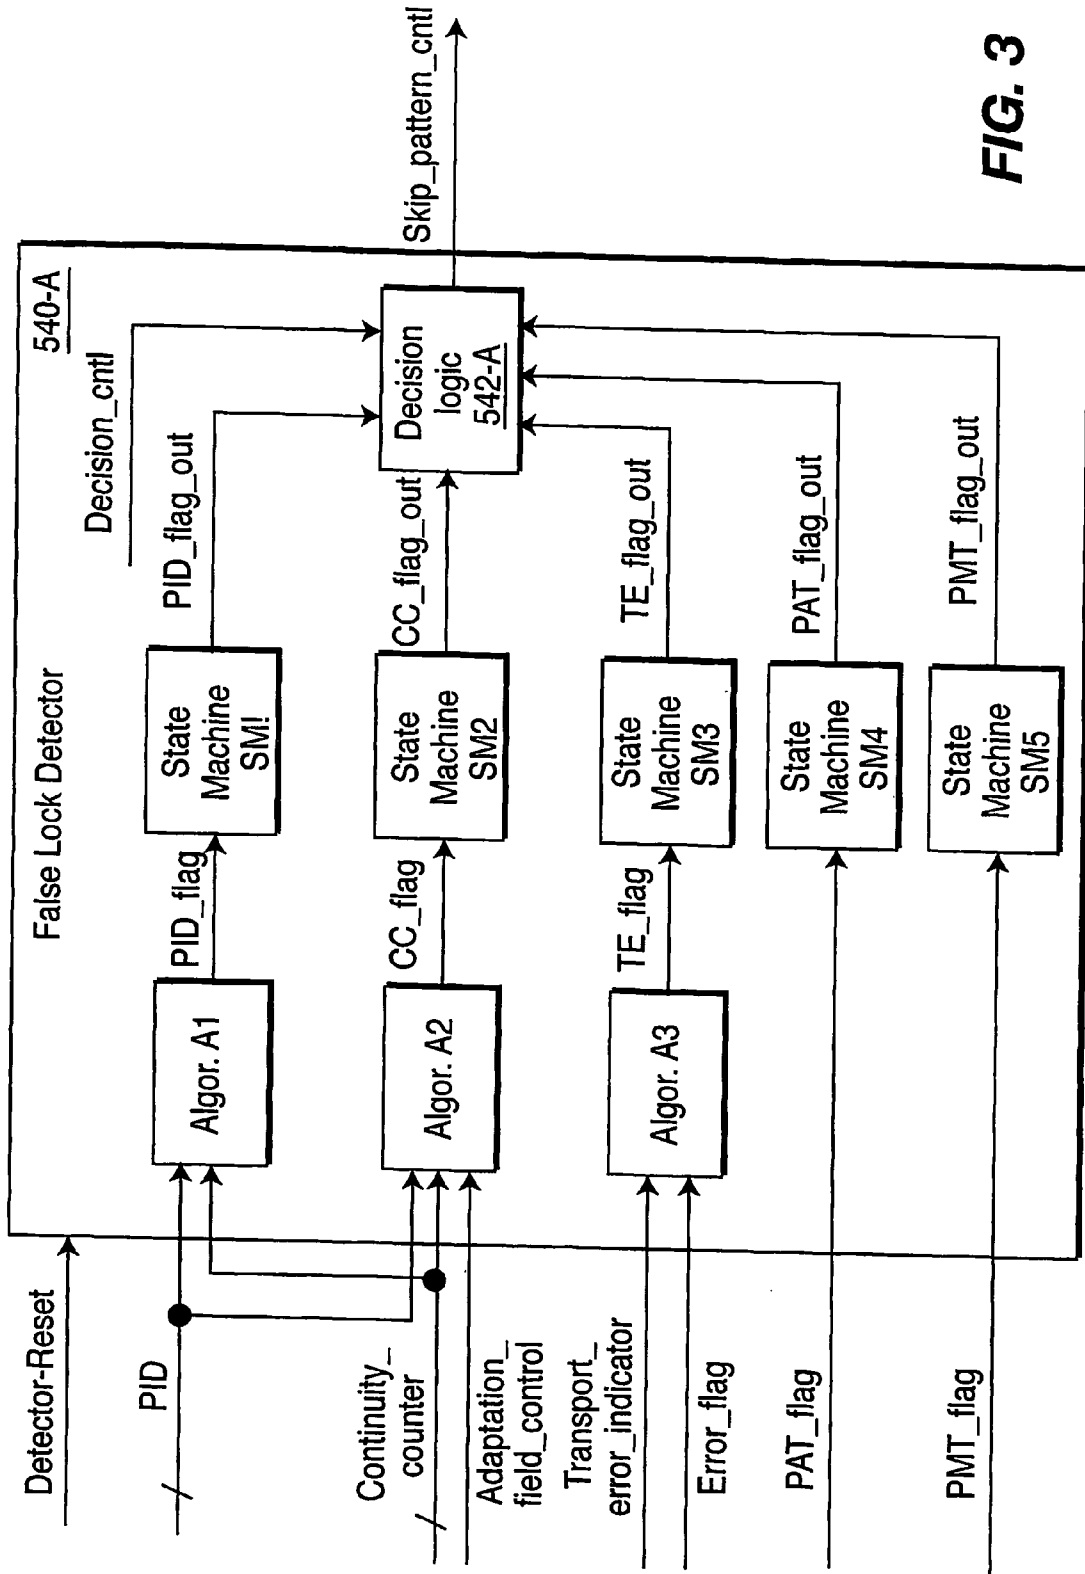 Detector-Reset
PID
Continuity_
counter
Adaptation_
field_control
Transport_
error_indicator
Error_flag
PAT_flag
PMT_flag
False Lock Detector
540-A
Algor. A1
PID_flag
State
Machine
SM!
PID_flag_out
Decision_cntl
Algor. A2
CC_flag
State
Machine
SM2
CC_flag_out
Decision
logic
542-A
Skip_pattern_cntl
Algor. A3
TE_flag
State
Machine
SM3
TE_flag_out
State
Machine
SM4
PAT_flag_out
State
Machine
SM5
PMT_flag_out
FIG. 3